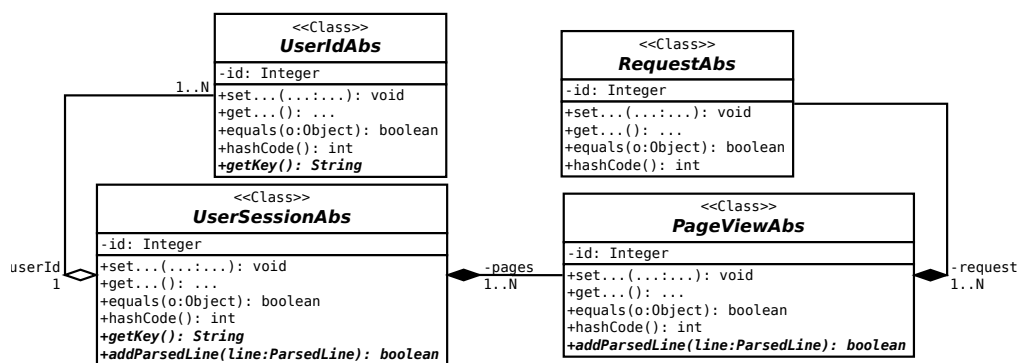 <<Class>>
UserIdAbs
-id: Integer
+set...(...:...): void
+get...(): ...
+equals(o:Object): boolean
+hashCode(): int
+getKey(): String
1..N
<<Class>>
RequestAbs
-id: Integer
+set...(...:...): void
+get...(): ...
+equals(o:Object): boolean
+hashCode(): int
<<Class>>
UserSessionAbs
-id: Integer
+set...(...:...): void
+get...(): ...
+equals(o:Object): boolean
+hashCode(): int
+getKey(): String
+addParsedLine(line:ParsedLine): boolean
userId
1
-pages
1..N
<<Class>>
PageViewAbs
-id: Integer
+set...(...:...): void
+get...(): ...
+equals(o:Object): boolean
+hashCode(): int
+addParsedLine(line:ParsedLine): boolean
-request
1..N